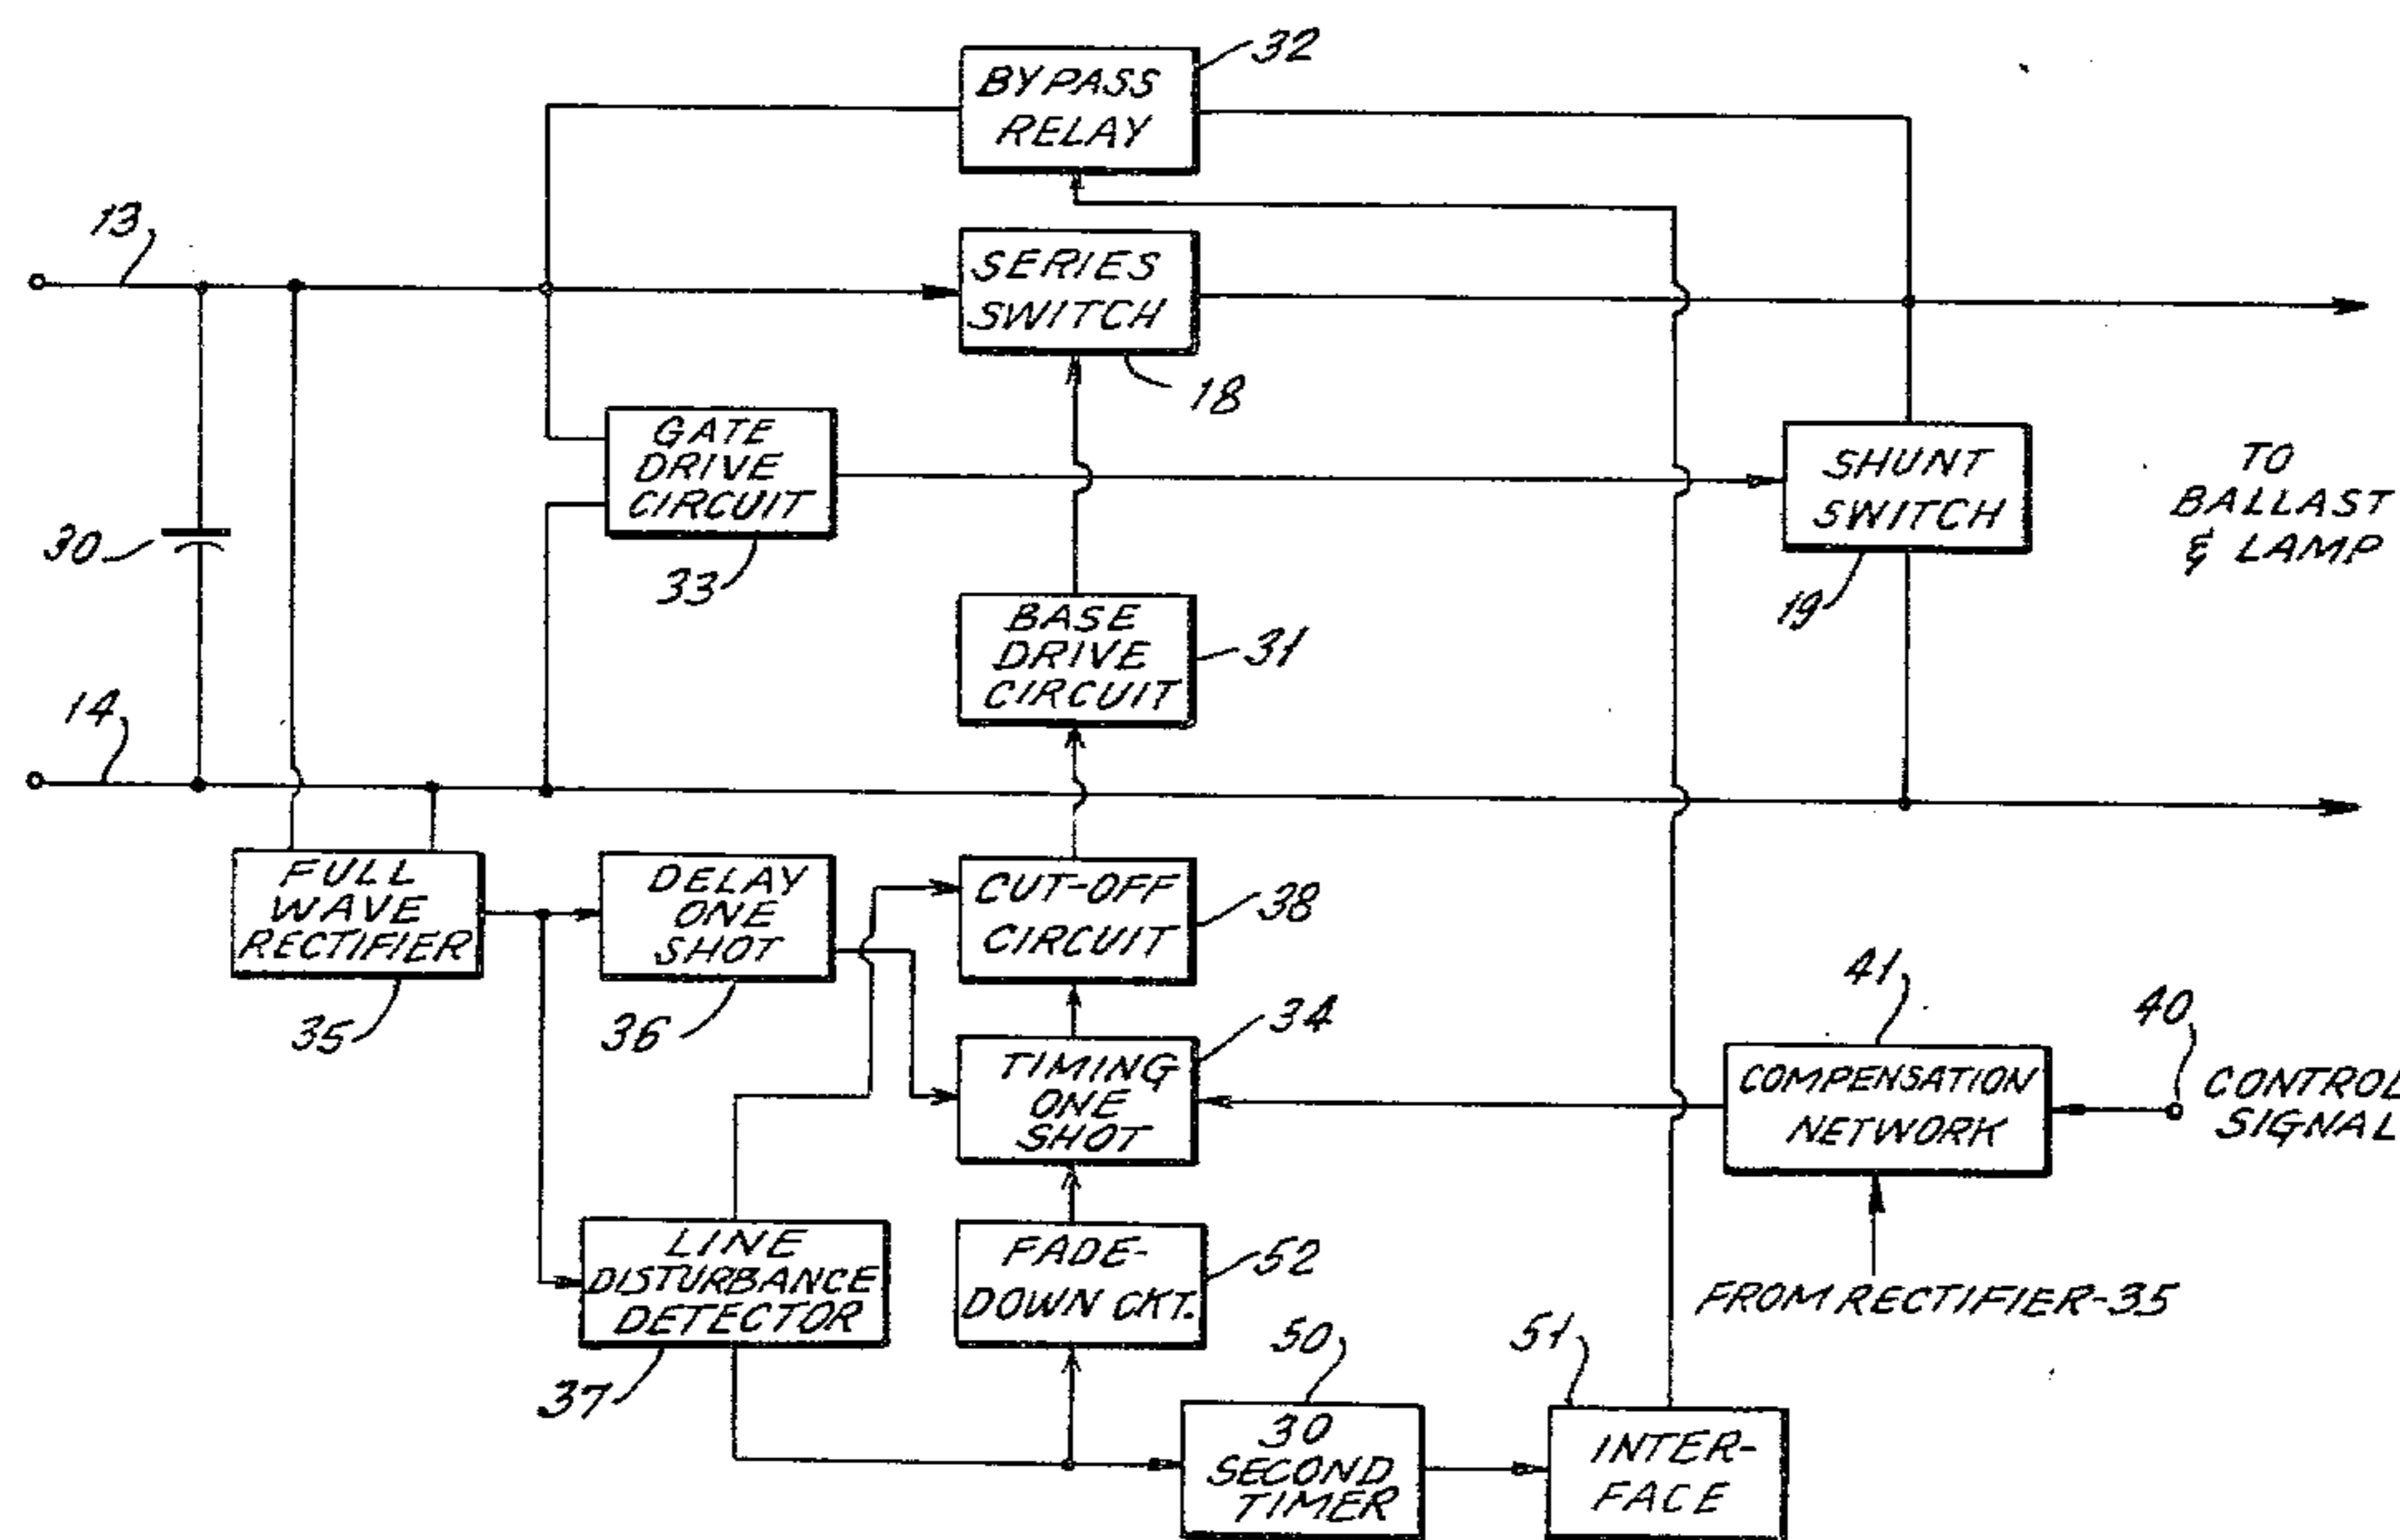 32
BYPASS
RELAY
13
SERIES
SWITCH
18
GATE
DRIVE
CIRCUIT
33
SHUNT
SWITCH
19
TO
BALLAST
& LAMP
30
BASE
DRIVE
CIRCUIT
31
14
FULL
WAVE
RECTIFIER
35
DELAY
ONE
SHOT
36
CUT-OFF
CIRCUIT
38
TIMING
ONE
SHOT
34
41
COMPENSATION
NETWORK
40
CONTROL
SIGNAL
FROM RECTIFIER-35
LINE
DISTURBANCE
DETECTOR
37
FADE-
DOWN CKT.
52
50
30
SECOND
TIMER
51
INTER-
FACE